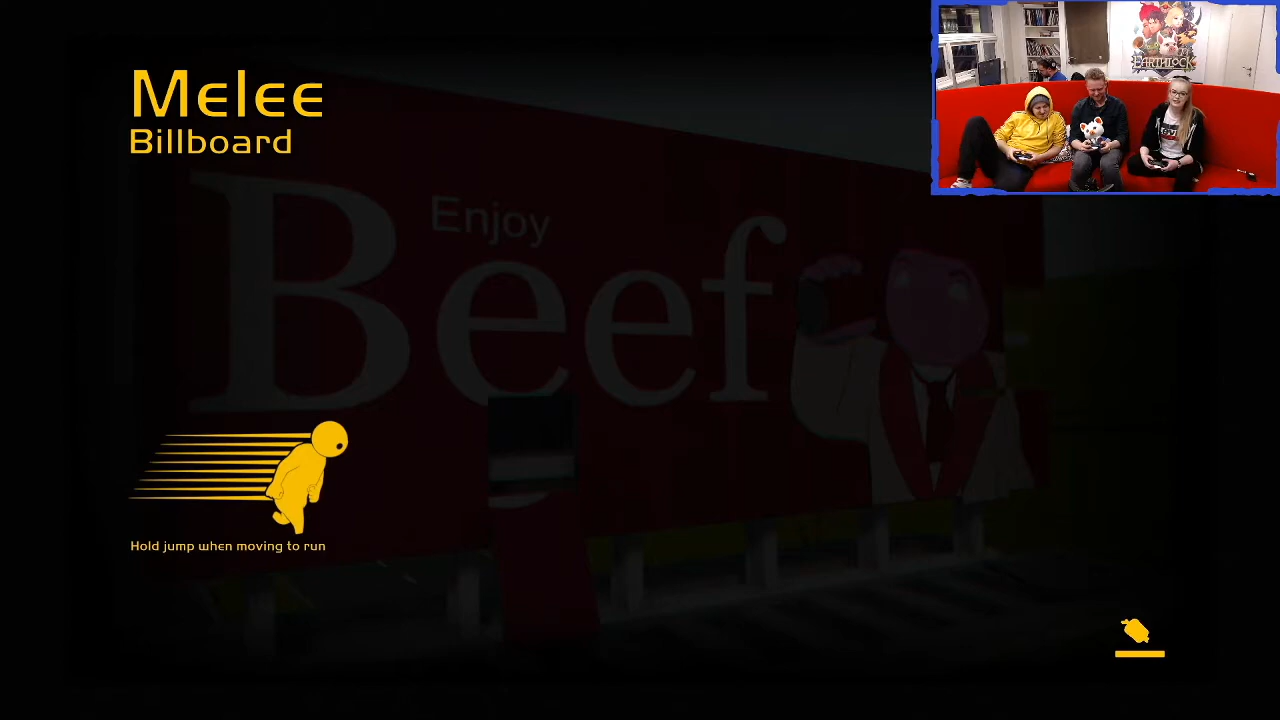 Melee
Billboard
Enjoy
Beef
EARTHLOCK
Hold jump when moving to run